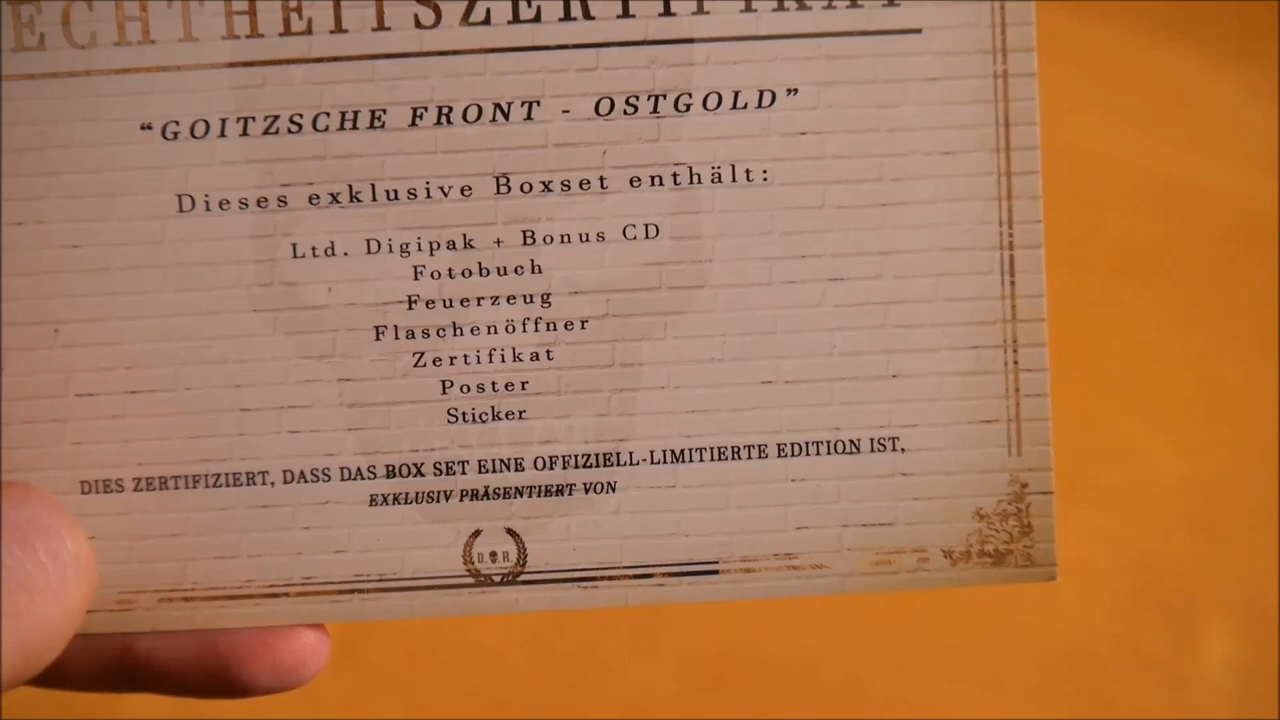 ECHTHEITSZERTIFIKAT
“GOITZSCHE FRONT - OSTGOLD”
Dieses exklusive Boxset enthält:
Ltd. Digipak + Bonus CD
Fotobuch
Feuerzeug
Flaschenöffner
Zertifikat
Poster
Sticker
DIES ZERTIFIZIERT, DASS DAS BOX SET EINE OFFIZIELL-LIMITIERTE EDITION IST,
EXKLUSIV PRÄSENTIERT VON
D. R.